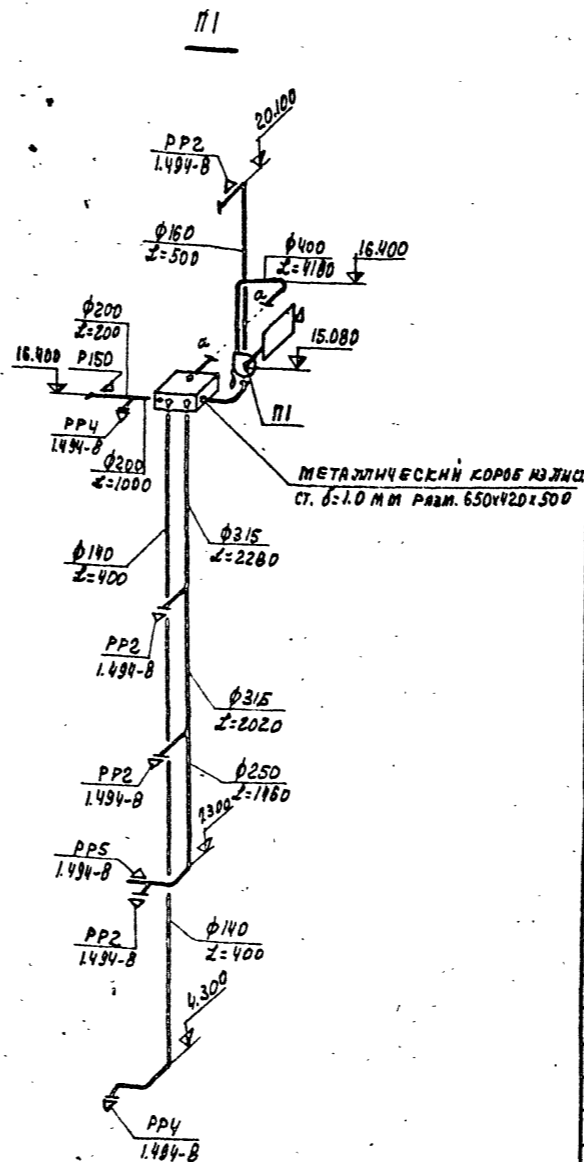 П1
20.100
РР2
1.494-8
ф160
L=500
ф400
L=4180
16.400
а
15.080
ф200
L=200
а
16.400
Р150
П1
РР4
1.494-8
ф200
L=1000
МЕТАЛЛИЧЕСКИЙ КОРОБ ИЗ ЛИСТ
СТ. δ=1.0 ММ РАЗМ. 650х420х500
ф140
L=400
ф315
L=2280
РР2
1.494-8
ф315
L=2020
РР2
1.494-8
ф250
L=1460
7.300
РР5
1.494-8
РР2
1.494-8
ф140
L=400
4.300
РР4
1.494-8